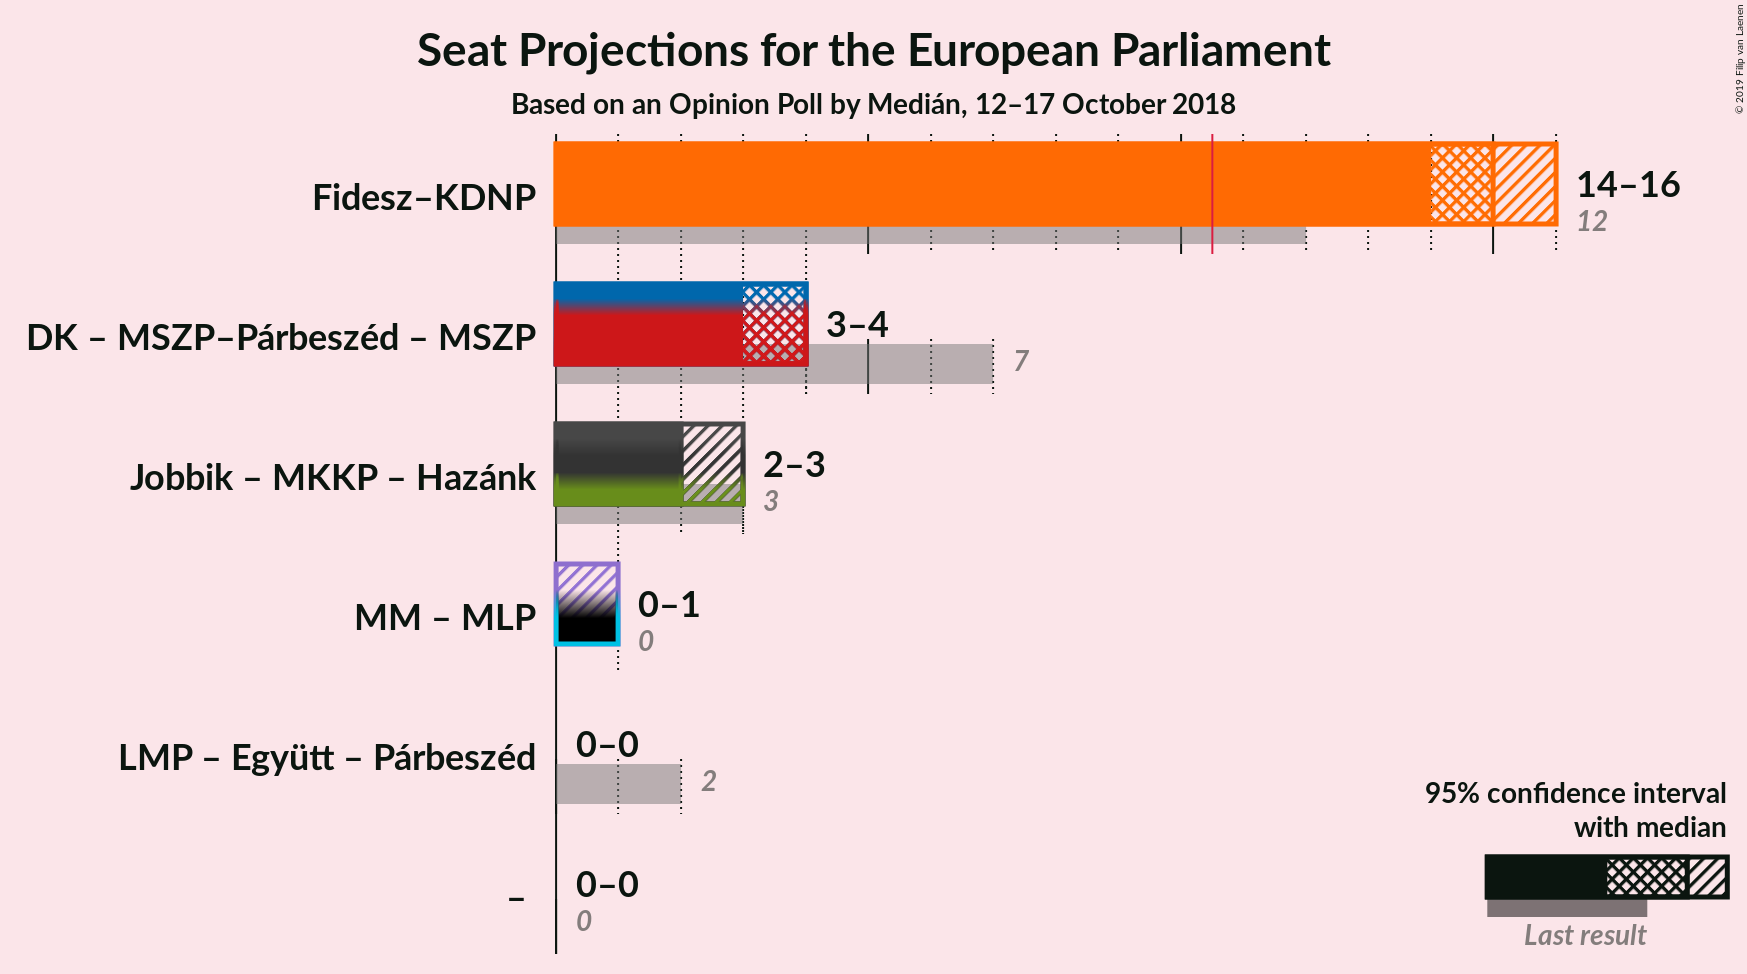 Seat Projections for the European Parliament
Based on an Opinion Poll by Medián, 12–17 October 2018
© 2019 Filip van Laenen
Fidesz–KDNP
14–16
12
DK – MSZP–Párbeszéd – MSZP
3–4
7
Jobbik – MKKP – Hazánk
2–3
3
MM – MLP
0–1
0
LMP – Együtt – Párbeszéd
0–0
2
–
0–0
0
95% confidence interval
with median
Last result